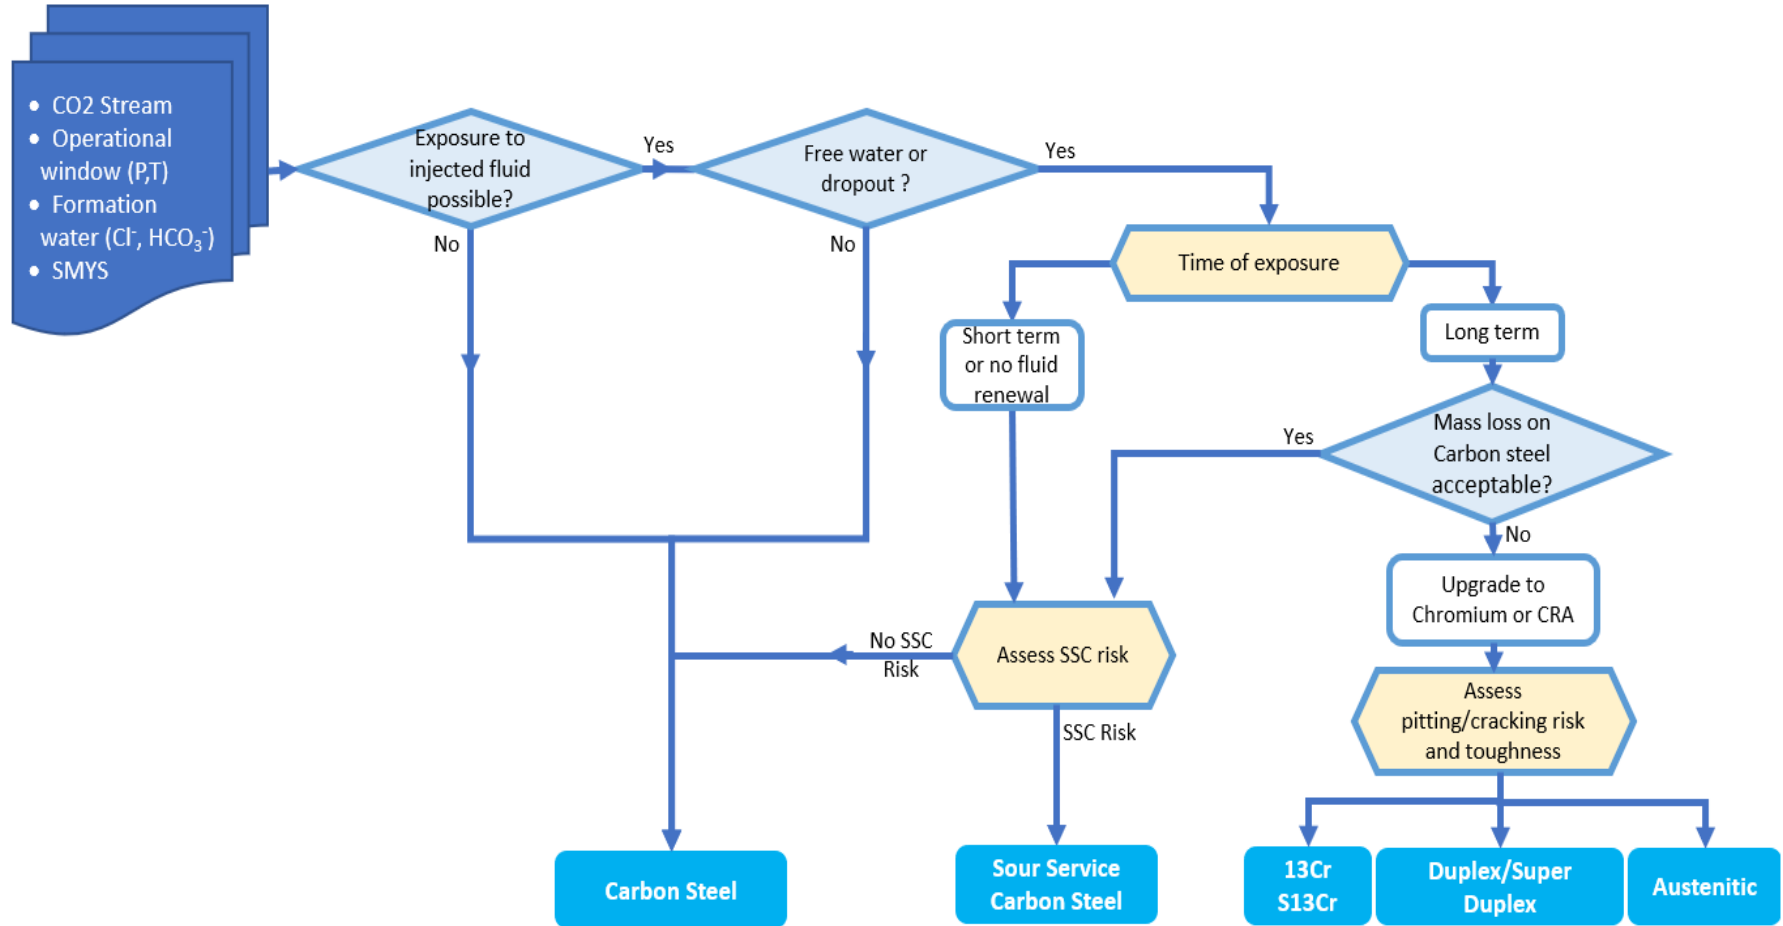 • CO2 Stream
• Operational
window (P,T)
• Formation
water (Cl⁻, HCO₃⁻)
• SMYS
Exposure to
injected fluid
possible?
Yes
No
Free water or
dropout ?
Yes
No
Time of exposure
Short term
or no fluid
renewal
Long term
Mass loss on
Carbon steel
acceptable?
Yes
No
Upgrade to
Chromium or CRA
Assess SSC risk
No SSC
Risk
SSC Risk
Assess
pitting/cracking risk
and toughness
Carbon Steel
Sour Service
Carbon Steel
13Cr
S13Cr
Duplex/Super
Duplex
Austenitic